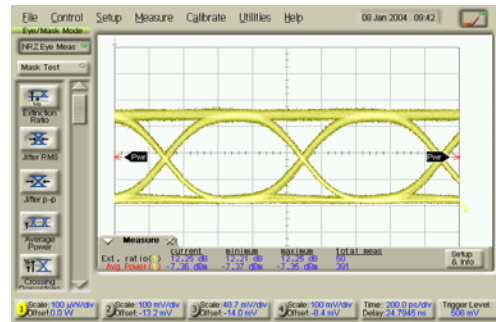 File Control Setup Measure Calibrate Utilities Help 08 Jan 2004 09:42
Eye/Mask Mode
NRZ Eye Meas
Mask Test
Extinction
Ratio
Jitter RMS
Jitter p-p
Average
Power
Crossing
Pwr Pwr
Measure
current minimum maximum total meas
Ext. ratio( ) 12.25 dB 12.21 dB 12.25 dB 50
Avg Power( ) -7.36 dBm -7.37 dBm -7.35 dBm 391
Setup
& Info
1 Scale: 100 µW/div
Offset: 0.0 W
2 Scale: 100 mV/div
Offset: -13.2 mV
3 Scale: 40.7 mV/div
Offset: -14.0 mV
4 Scale: 100 mV/div
Offset: -8.4 mV
Time: 200.0 ps/div
Delay: 24.7945 ns
Trigger Level:
506 mV